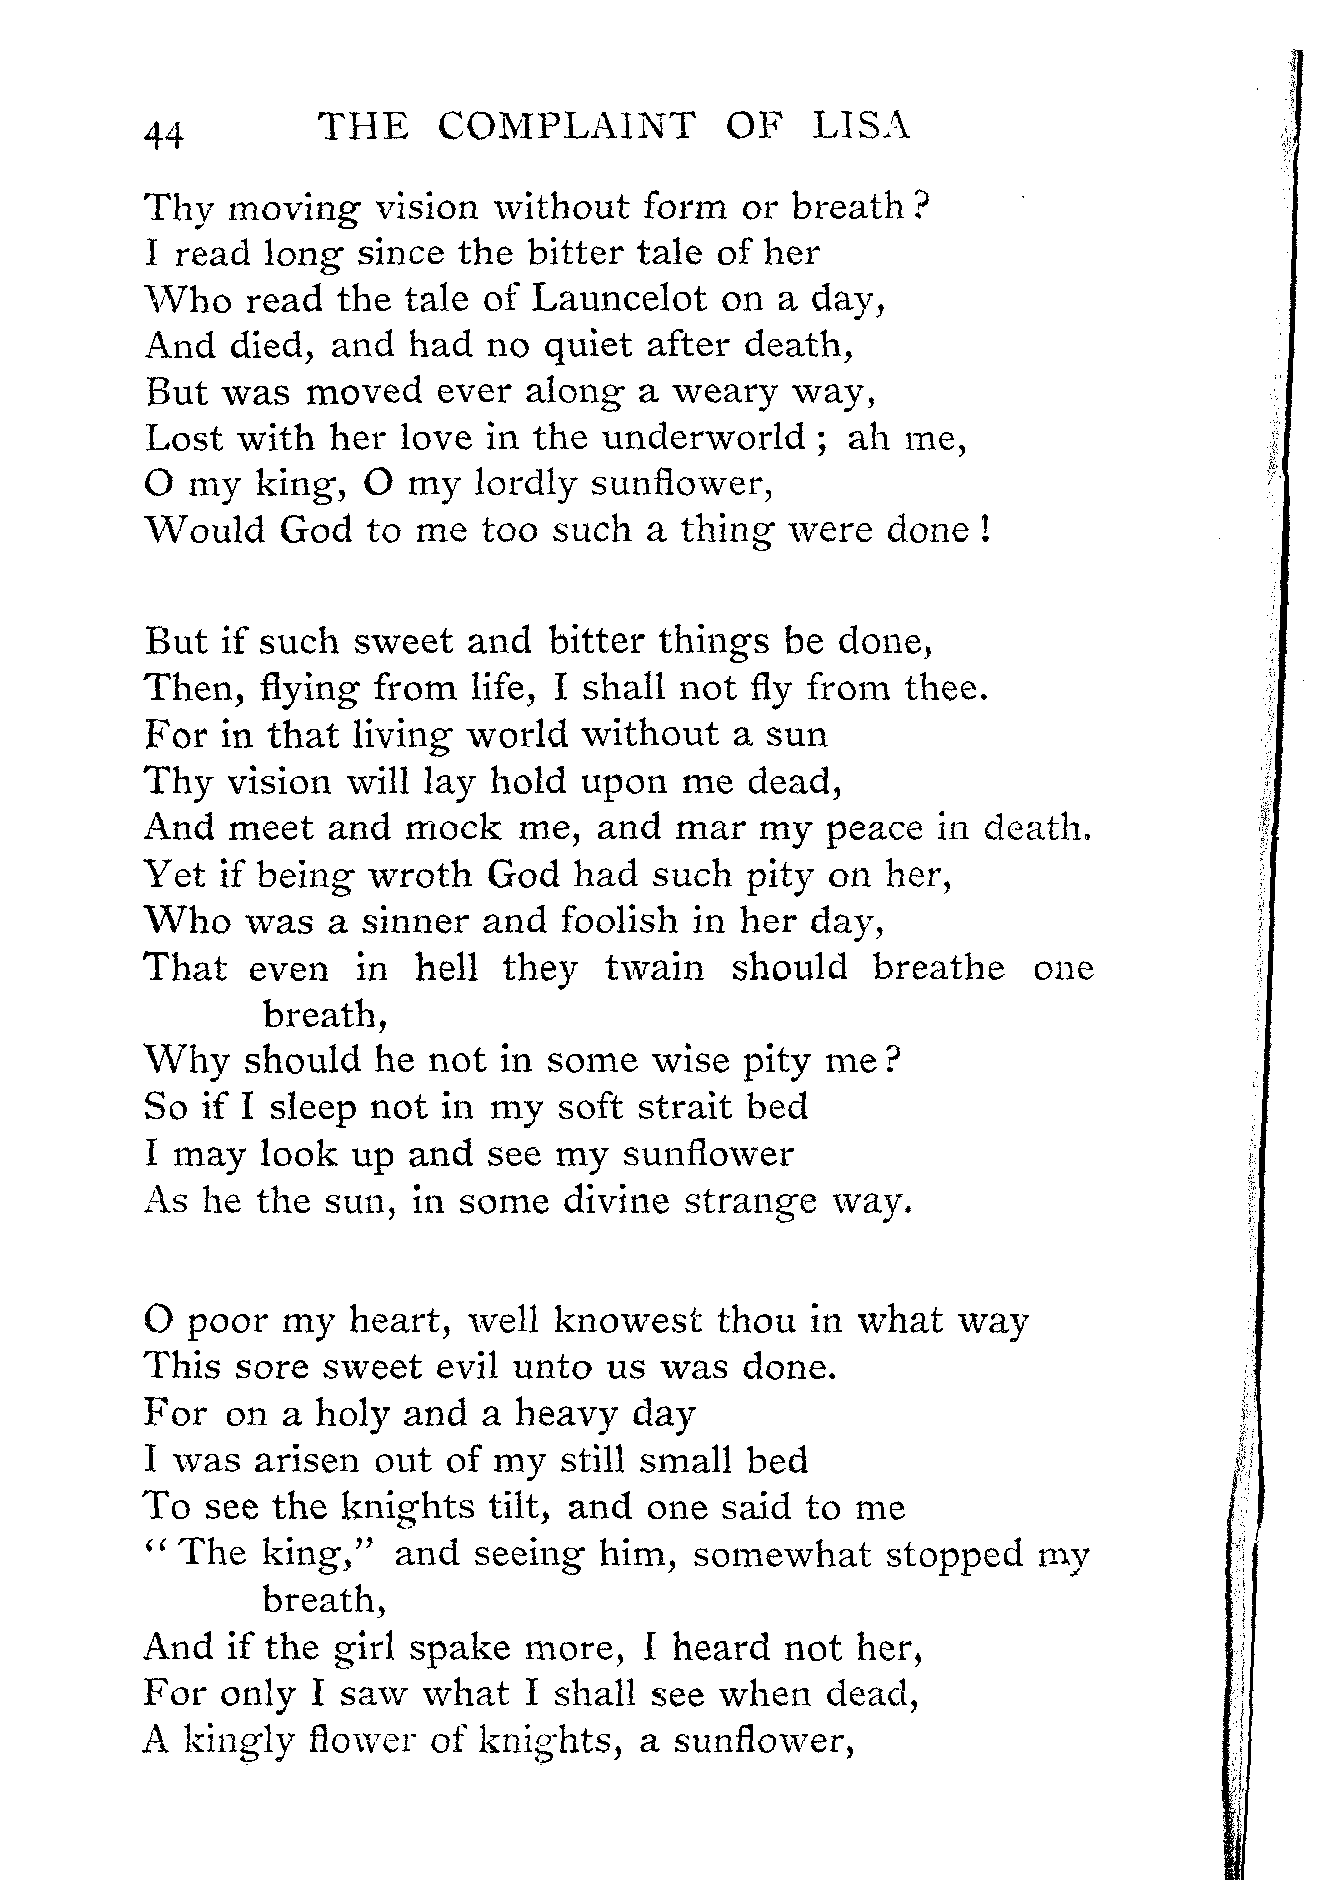 44 THE COMPLAINT OF LISA
Thy moving vision without form or breath?
I read long since the bitter tale of her
Who read the tale of Launcelot on a day,
And died, and had no quiet after death,
But was moved ever along a weary way,
Lost with her love in the underworld; ah me,
O my king, O my lordly sunflower,
Would God to me too such a thing were done!
But if such sweet and bitter things be done,
Then, flying from life, I shall not fly from thee.
For in that living world without a sun
Thy vision will lay hold upon me dead,
And meet and mock me, and mar my peace in death.
Yet if being wroth God had such pity on her,
Who was a sinner and foolish in her day,
That even in hell they twain should breathe one
breath,
Why should he not in some wise pity me?
So if I sleep not in my soft strait bed
I may look up and see my sunflower
As he the sun, in some divine strange way.
O poor my heart, well knowest thou in what way
This sore sweet evil unto us was done.
For on a holy and a heavy day
I was arisen out of my still small bed
To see the knights tilt, and one said to me
"The king," and seeing him, somewhat stopped my
breath,
And if the girl spake more, I heard not her,
For only I saw what I shall see when dead,
A kingly flower of knights, a sunflower,